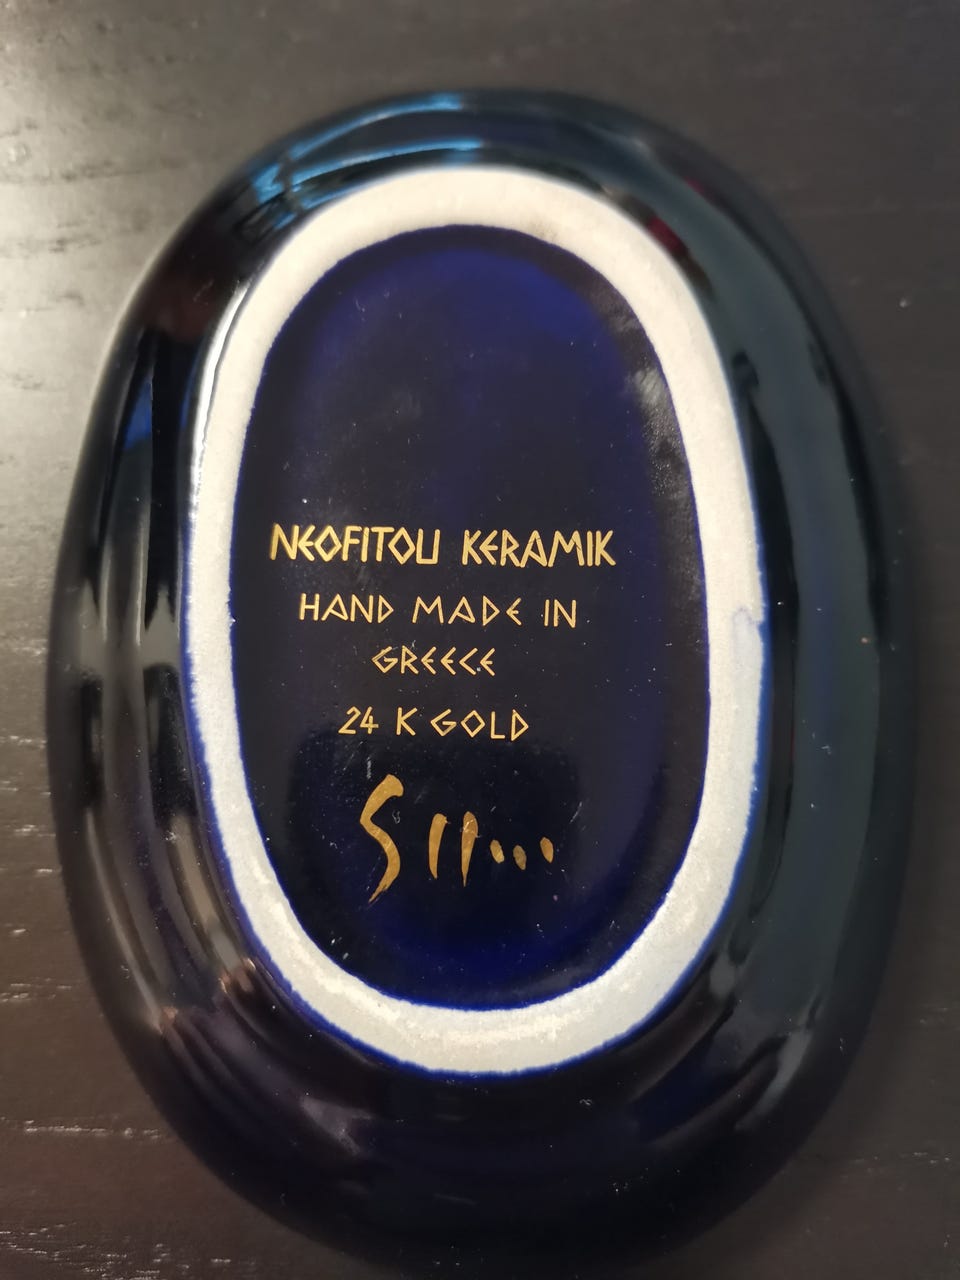 NEOFITOU KERAMIK
HAND MADE IN
GREECE
24 K GOLD